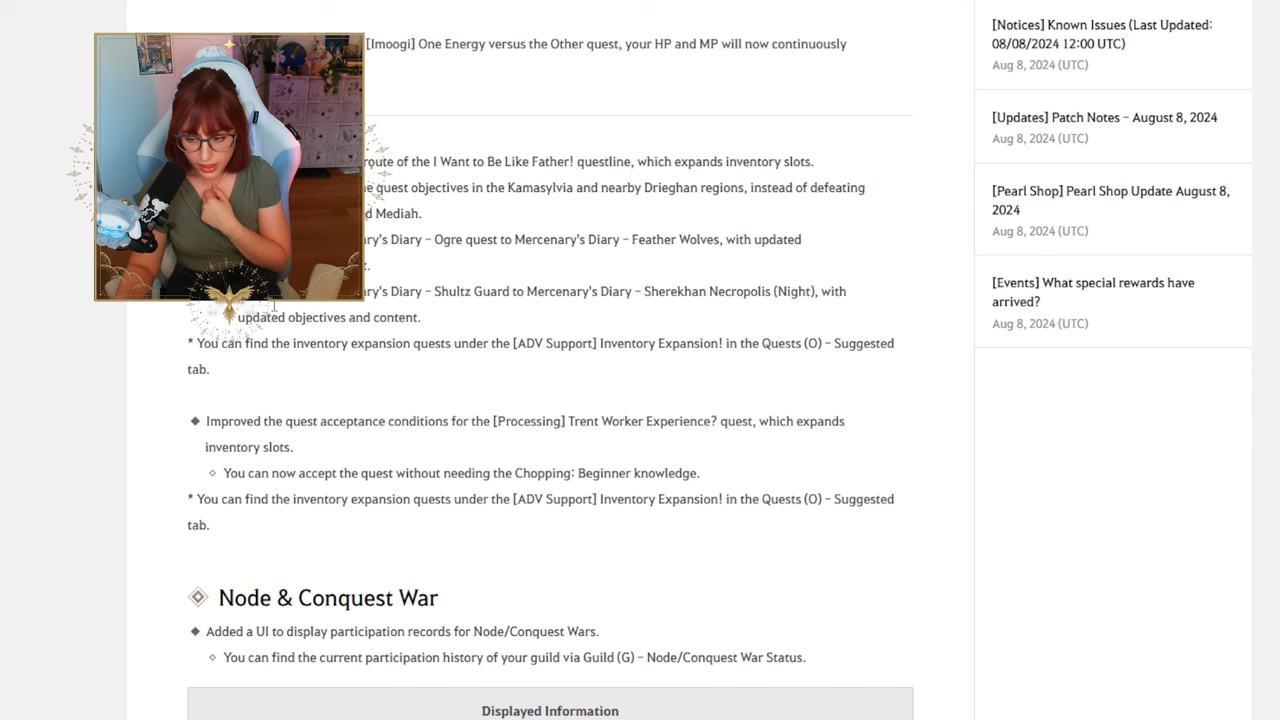 [Imoogi] One Energy versus the Other quest, your HP and MP will now continuously
route of the I Want to Be Like Father! questline, which expands inventory slots.
quest objectives in the Kamasylvia and nearby Drieghan regions, instead of defeating
Mediah.
Diary – Ogre quest to Mercenary's Diary – Feather Wolves, with updated
Diary – Shultz Guard to Mercenary's Diary – Sherekhan Necropolis (Night), with
updated objectives and content.
* You can find the inventory expansion quests under the [ADV Support] Inventory Expansion! in the Quests (O) – Suggested
tab.
◆ Improved the quest acceptance conditions for the [Processing] Trent Worker Experience? quest, which expands
inventory slots.
◇ You can now accept the quest without needing the Chopping: Beginner knowledge.
* You can find the inventory expansion quests under the [ADV Support] Inventory Expansion! in the Quests (O) – Suggested
tab.
Node & Conquest War
◆ Added a UI to display participation records for Node/Conquest Wars.
◇ You can find the current participation history of your guild via Guild (G) – Node/Conquest War Status.
Displayed Information
[Notices] Known Issues (Last Updated:
08/08/2024 12:00 UTC)
Aug 8, 2024 (UTC)
[Updates] Patch Notes – August 8, 2024
Aug 8, 2024 (UTC)
[Pearl Shop] Pearl Shop Update August 8,
2024
Aug 8, 2024 (UTC)
[Events] What special rewards have
arrived?
Aug 8, 2024 (UTC)